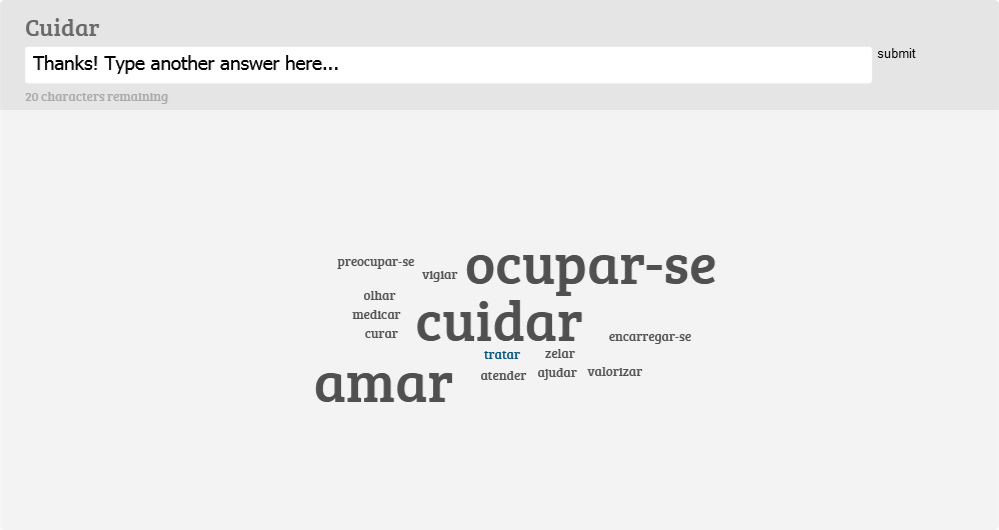 Cuidar
Thanks! Type another answer here...
submit
20 characters remaining
preocupar-se
vigiar
ocupar-se
olhar
medicar
curar
cuidar
encarregar-se
tratar
zelar
amar
atender
ajudar
valorizar